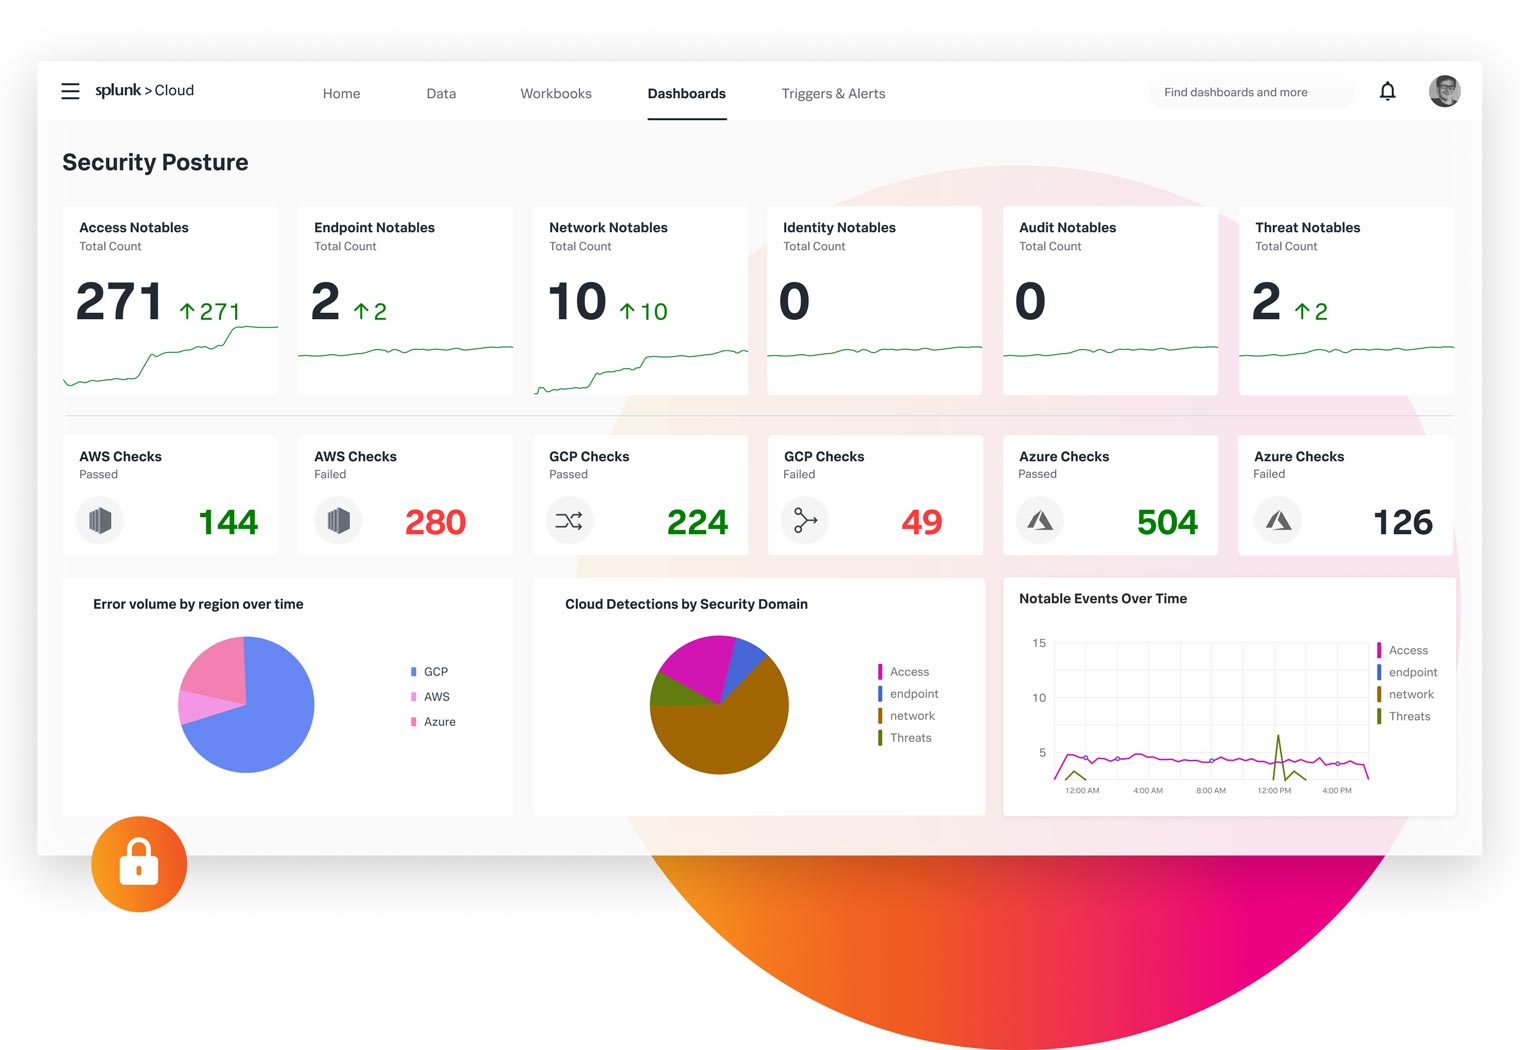 splunk > Cloud
Home
Data
Workbooks
Dashboards
Triggers & Alerts
Find dashboards and more
Security Posture
Access Notables
Total Count
271 ↑271
Endpoint Notables
Total Count
2 ↑2
Network Notables
Total Count
10 ↑10
Identity Notables
Total Count
0
Audit Notables
Total Count
0
Threat Notables
Total Count
2 ↑2
AWS Checks
Passed
144
AWS Checks
Failed
280
GCP Checks
Passed
224
GCP Checks
Failed
49
Azure Checks
Passed
504
Azure Checks
Failed
126
Error volume by region over time
GCP
AWS
Azure
Cloud Detections by Security Domain
Access
endpoint
network
Threats
Notable Events Over Time
15
10
5
12:00 AM
4:00 AM
8:00 AM
12:00 PM
4:00 PM
Access
endpoint
network
Threats